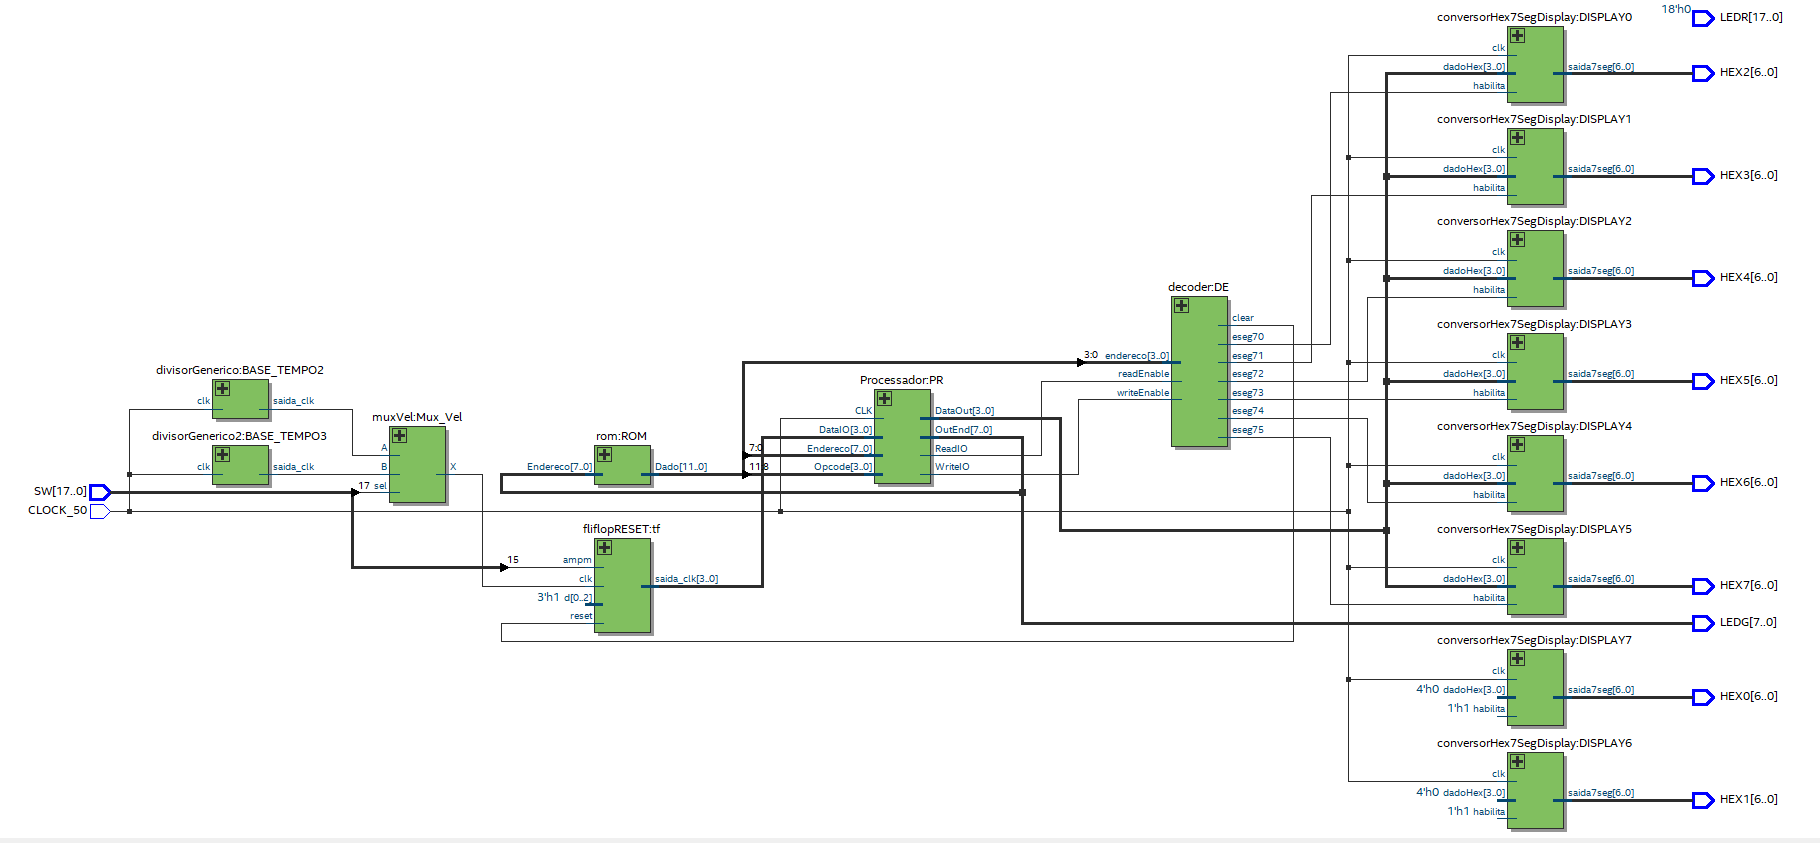 18'h0
LEDR[17..0]
conversorHex7SegDisplay:DISPLAY0
clk
dadoHex[3..0]
habilita
saida7seg[6..0]
HEX2[6..0]
conversorHex7SegDisplay:DISPLAY1
clk
dadoHex[3..0]
habilita
saida7seg[6..0]
HEX3[6..0]
conversorHex7SegDisplay:DISPLAY2
clk
dadoHex[3..0]
habilita
saida7seg[6..0]
HEX4[6..0]
conversorHex7SegDisplay:DISPLAY3
clk
dadoHex[3..0]
habilita
saida7seg[6..0]
HEX5[6..0]
decoder:DE
3:0
endereco[3..0]
readEnable
writeEnable
clear
eseg70
eseg71
eseg72
eseg73
eseg74
eseg75
divisorGenerico:BASE_TEMPO2
clk
saida_clk
divisorGenerico2:BASE_TEMPO3
clk
saida_clk
muxVel:Mux_Vel
A
B
17
sel
X
SW[17..0]
CLOCK_50
rom:ROM
Endereco[7..0]
Dado[11..0]
Processador:PR
CLK
DataIO[3..0]
7:0
Endereco[7..0]
11:8
Opcode[3..0]
DataOut[3..0]
OutEnd[7..0]
ReadIO
WriteIO
fliflopRESET:tf
15
ampm
clk
3'h1
d[0..2]
reset
saida_clk[3..0]
conversorHex7SegDisplay:DISPLAY4
clk
dadoHex[3..0]
habilita
saida7seg[6..0]
HEX6[6..0]
conversorHex7SegDisplay:DISPLAY5
clk
dadoHex[3..0]
habilita
saida7seg[6..0]
HEX7[6..0]
LEDG[7..0]
conversorHex7SegDisplay:DISPLAY7
clk
4'h0
dadoHex[3..0]
1'h1
habilita
saida7seg[6..0]
HEX0[6..0]
conversorHex7SegDisplay:DISPLAY6
clk
4'h0
dadoHex[3..0]
1'h1
habilita
saida7seg[6..0]
HEX1[6..0]